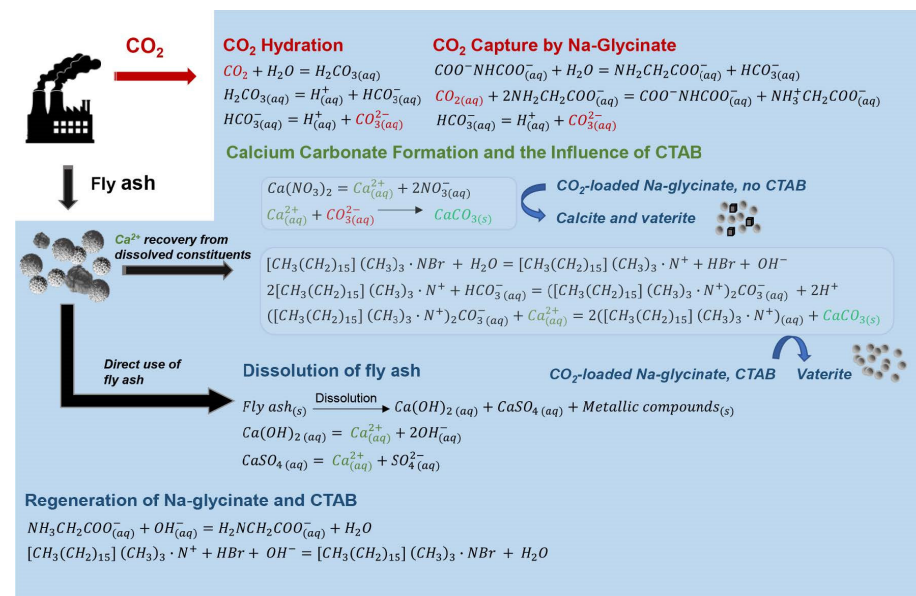 CO₂
CO₂ Hydration
CO₂ + H₂O = H₂CO₃₍ₐq₎
H₂CO₃₍ₐq₎ = H⁺₍ₐq₎ + HCO₃⁻₍ₐq₎
HCO₃⁻₍ₐq₎ = H⁺₍ₐq₎ + CO₃²⁻₍ₐq₎
CO₂ Capture by Na-Glycinate
COO⁻NHCOO⁻₍ₐq₎ + H₂O = NH₂CH₂COO⁻₍ₐq₎ + HCO₃⁻₍ₐq₎
CO₂₍ₐq₎ + 2NH₂CH₂COO⁻₍ₐq₎ = COO⁻NHCOO⁻₍ₐq₎ + NH₃⁺CH₂COO⁻₍ₐq₎
HCO₃⁻₍ₐq₎ = H⁺₍ₐq₎ + CO₃²⁻₍ₐq₎
Fly ash
Calcium Carbonate Formation and the Influence of CTAB
Ca(NO₃)₂ = Ca²⁺₍ₐq₎ + 2NO₃⁻₍ₐq₎
Ca²⁺₍ₐq₎ + CO₃²⁻₍ₐq₎ → CaCO₃₍ₛ₎
CO₂-loaded Na-glycinate, no CTAB
Calcite and vaterite
Ca²⁺ recovery from
dissolved constituents
[CH₃(CH₂)₁₅] (CH₃)₃ · NBr + H₂O = [CH₃(CH₂)₁₅] (CH₃)₃ · N⁺ + HBr + OH⁻
2[CH₃(CH₂)₁₅] (CH₃)₃ · N⁺ + HCO₃⁻₍ₐq₎ = ([CH₃(CH₂)₁₅] (CH₃)₃ · N⁺)₂CO₃⁻₍ₐq₎ + 2H⁺
([CH₃(CH₂)₁₅] (CH₃)₃ · N⁺)₂CO₃⁻₍ₐq₎ + Ca²⁺₍ₐq₎ = 2([CH₃(CH₂)₁₅] (CH₃)₃ · N⁺)₍ₐq₎ + CaCO₃₍ₛ₎
CO₂-loaded Na-glycinate, CTAB Vaterite
Direct use of
fly ash
Dissolution of fly ash
Fly ash₍ₛ₎ Dissolution → Ca(OH)₂ ₍ₐq₎ + CaSO₄ ₍ₐq₎ + Metallic compounds₍ₛ₎
Ca(OH)₂ ₍ₐq₎ = Ca²⁺₍ₐq₎ + 2OH⁻₍ₐq₎
CaSO₄ ₍ₐq₎ = Ca²⁺₍ₐq₎ + SO₄²⁻₍ₐq₎
Regeneration of Na-glycinate and CTAB
NH₃CH₂COO⁻₍ₐq₎ + OH⁻₍ₐq₎ = H₂NCH₂COO⁻₍ₐq₎ + H₂O
[CH₃(CH₂)₁₅] (CH₃)₃ · N⁺ + HBr + OH⁻ = [CH₃(CH₂)₁₅] (CH₃)₃ · NBr + H₂O